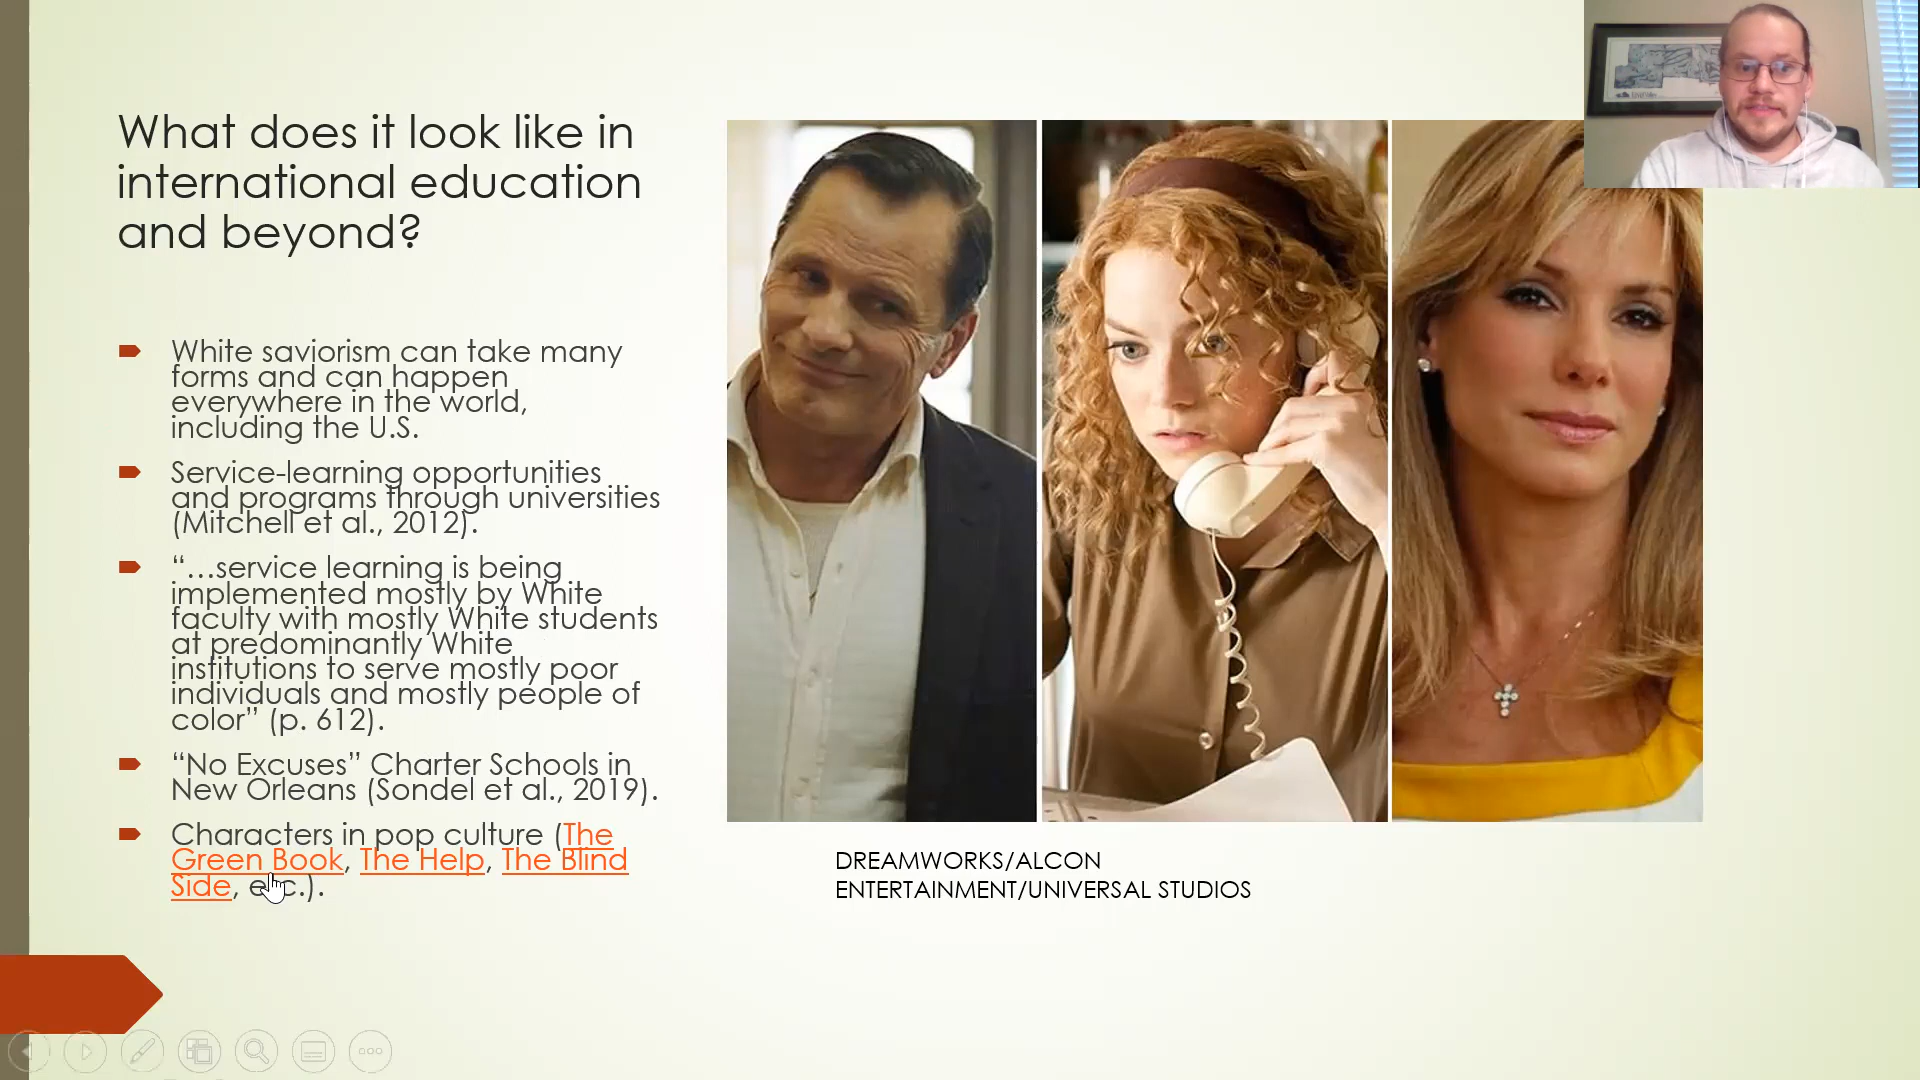 What does it look like in
international education
and beyond?
White saviorism can take many
forms and can happen
everywhere in the world,
including the U.S.
Service-learning opportunities
and programs through universities
(Mitchell et al., 2012).
“…service learning is being
implemented mostly by White
faculty with mostly White students
at predominantly White
institutions to serve mostly poor
individuals and mostly people of
color” (p. 612).
“No Excuses” Charter Schools in
New Orleans (Sondel et al., 2019).
Characters in pop culture (The
Green Book, The Help, The Blind
Side, etc.).
DREAMWORKS/ALCON
ENTERTAINMENT/UNIVERSAL STUDIOS